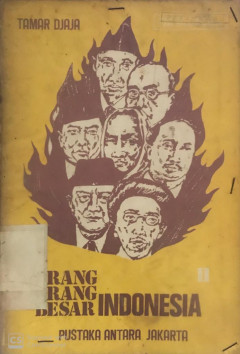 TAMAR DJAJA
RANG
RANG
BESAR INDONESIA
PUSTAKA ANTARA JAKARTA